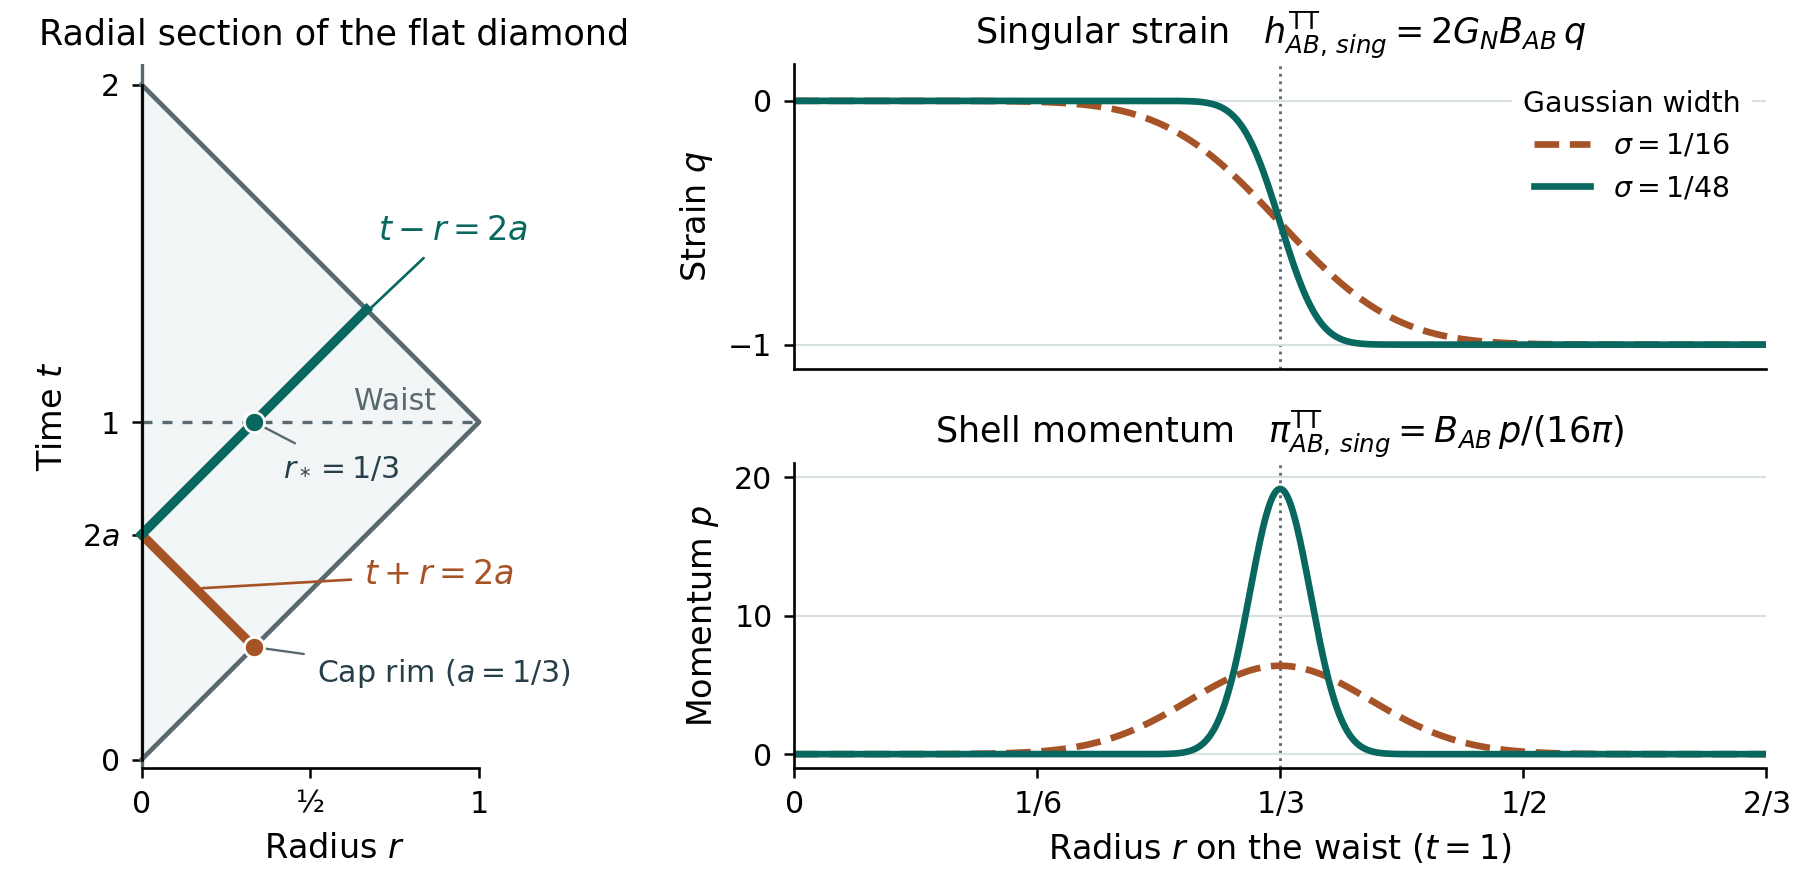 Radial section of the flat diamond
2
1
2a
0
Time t
t − r = 2a
Waist
r* = 1/3
t + r = 2a
Cap rim (a = 1/3)
0
½
1
Radius r
Singular strain h^TT_AB, sing = 2G_N B_AB q
0
−1
Strain q
Gaussian width
σ = 1/16
σ = 1/48
Shell momentum π^TT_AB, sing = B_AB p/(16π)
20
10
0
Momentum p
0
1/6
1/3
1/2
2/3
Radius r on the waist (t = 1)